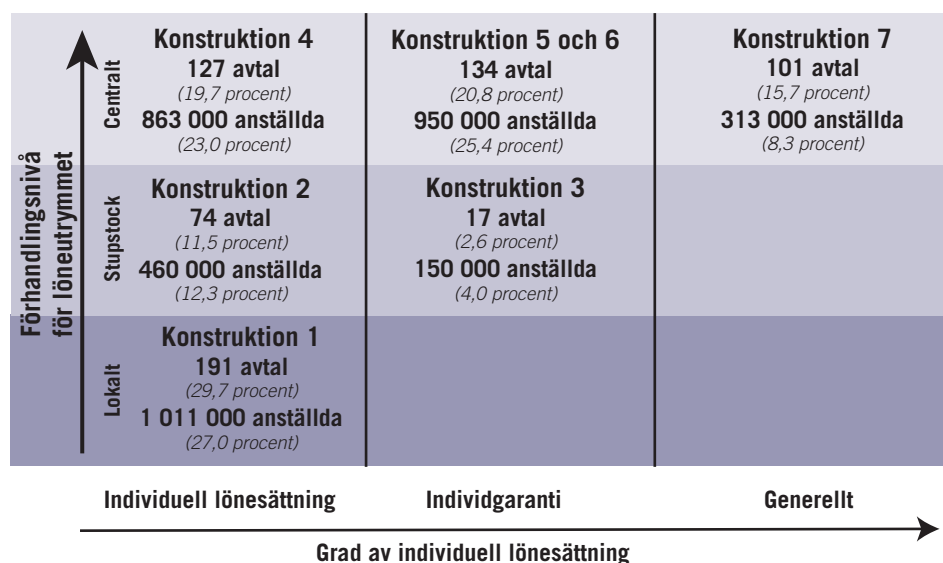 Förhandlingsnivå
för löneutrymmet
Centralt
Konstruktion 4
127 avtal
(19,7 procent)
863 000 anställda
(23,0 procent)
Konstruktion 5 och 6
134 avtal
(20,8 procent)
950 000 anställda
(25,4 procent)
Konstruktion 7
101 avtal
(15,7 procent)
313 000 anställda
(8,3 procent)
Stupstock
Konstruktion 2
74 avtal
(11,5 procent)
460 000 anställda
(12,3 procent)
Konstruktion 3
17 avtal
(2,6 procent)
150 000 anställda
(4,0 procent)
Lokalt
Konstruktion 1
191 avtal
(29,7 procent)
1 011 000 anställda
(27,0 procent)
Individuell lönesättning
Individgaranti
Generellt
Grad av individuell lönesättning